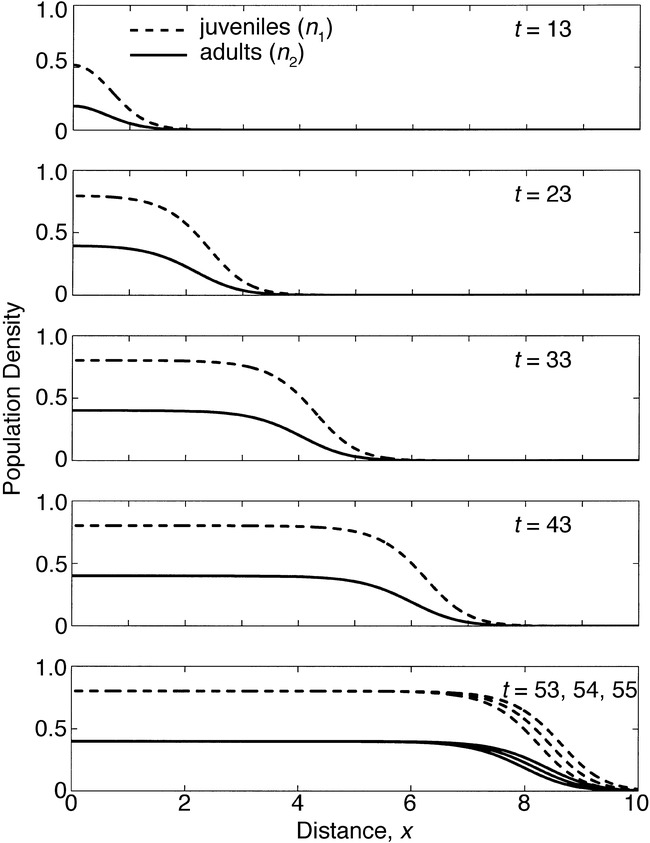 1.0
0.5
0
juveniles (n₁)
adults (n₂)
t = 13
1.0
0.5
0
t = 23
1.0
0.5
0
t = 33
1.0
0.5
0
t = 43
1.0
0.5
0
t = 53, 54, 55
0 2 4 6 8 10
Distance, x
Population Density